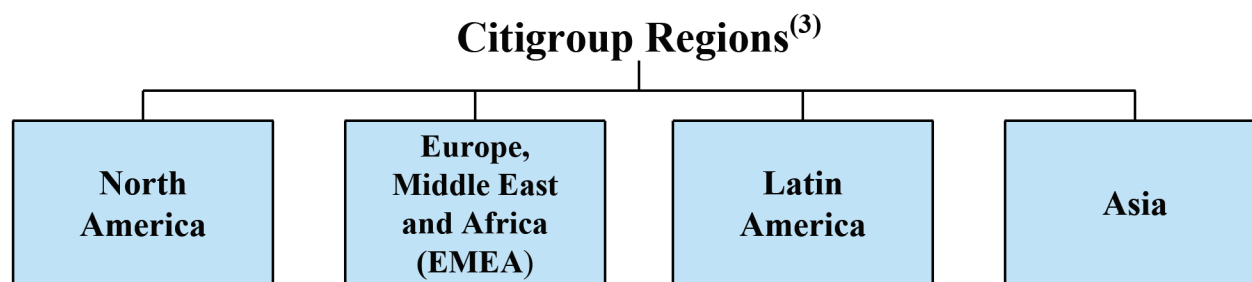 Citigroup Regions(3)
North
America
Europe,
Middle East
and Africa
(EMEA)
Latin
America
Asia